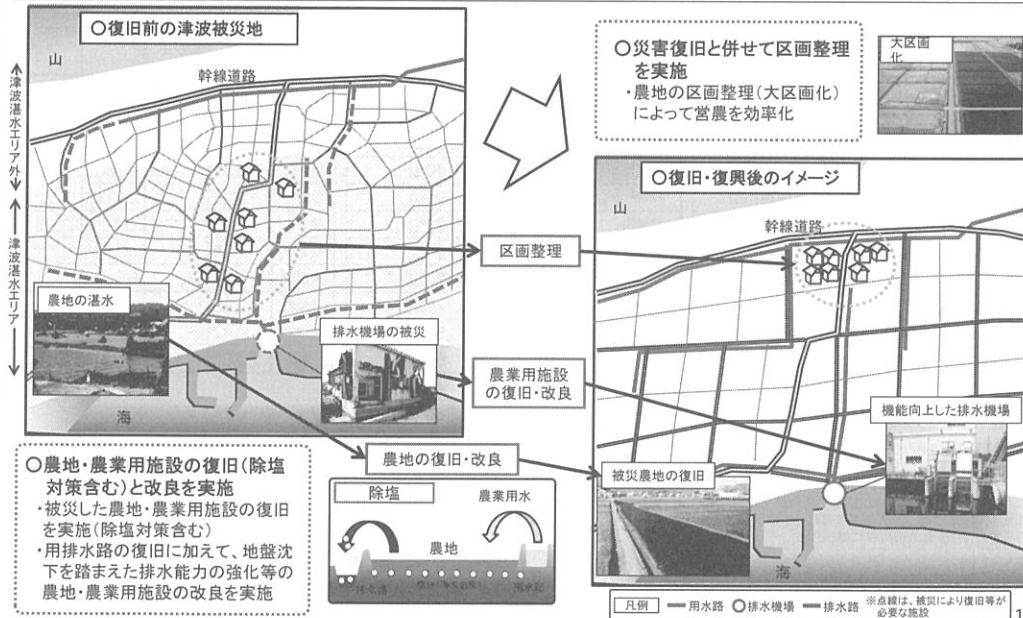 ○復旧前の津波被災地
山
幹線道路
津波湛水エリア外
津波湛水エリア
農地の湛水
排水機場の被災
海
○災害復旧と併せて区画整理
を実施
・農地の区画整理(大区画化)
によって営農を効率化
大区画
化
○復旧・復興後のイメージ
山
幹線道路
区画整理
農業用施設
の復旧・改良
農地の復旧・改良
機能向上した排水機場
被災農地の復旧
海
○農地・農業用施設の復旧(除塩
対策含む)と改良を実施
・被災した農地・農業用施設の復旧
を実施(除塩対策含む)
・用排水路の復旧に加えて、地盤沈
下を踏まえた排水能力の強化等の
農地・農業用施設の改良を実施
除塩
農業用水
農地
凡例 用水路 排水機場 排水路 ※点線は、被災により復旧等が
必要な施設
1